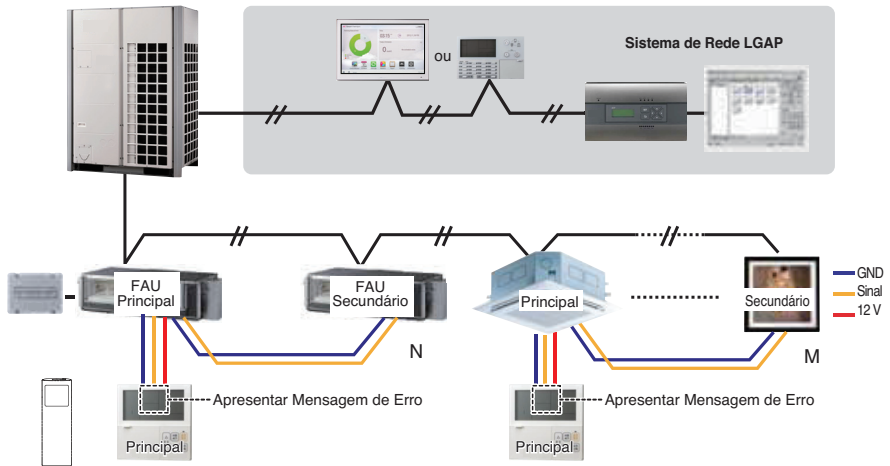 Sistema de Rede LGAP
ou
FAU
Principal
FAU
Secundário
Principal
Secundário
GND
Sinal
12 V
N
M
Apresentar Mensagem de Erro
Apresentar Mensagem de Erro
Principal
Principal